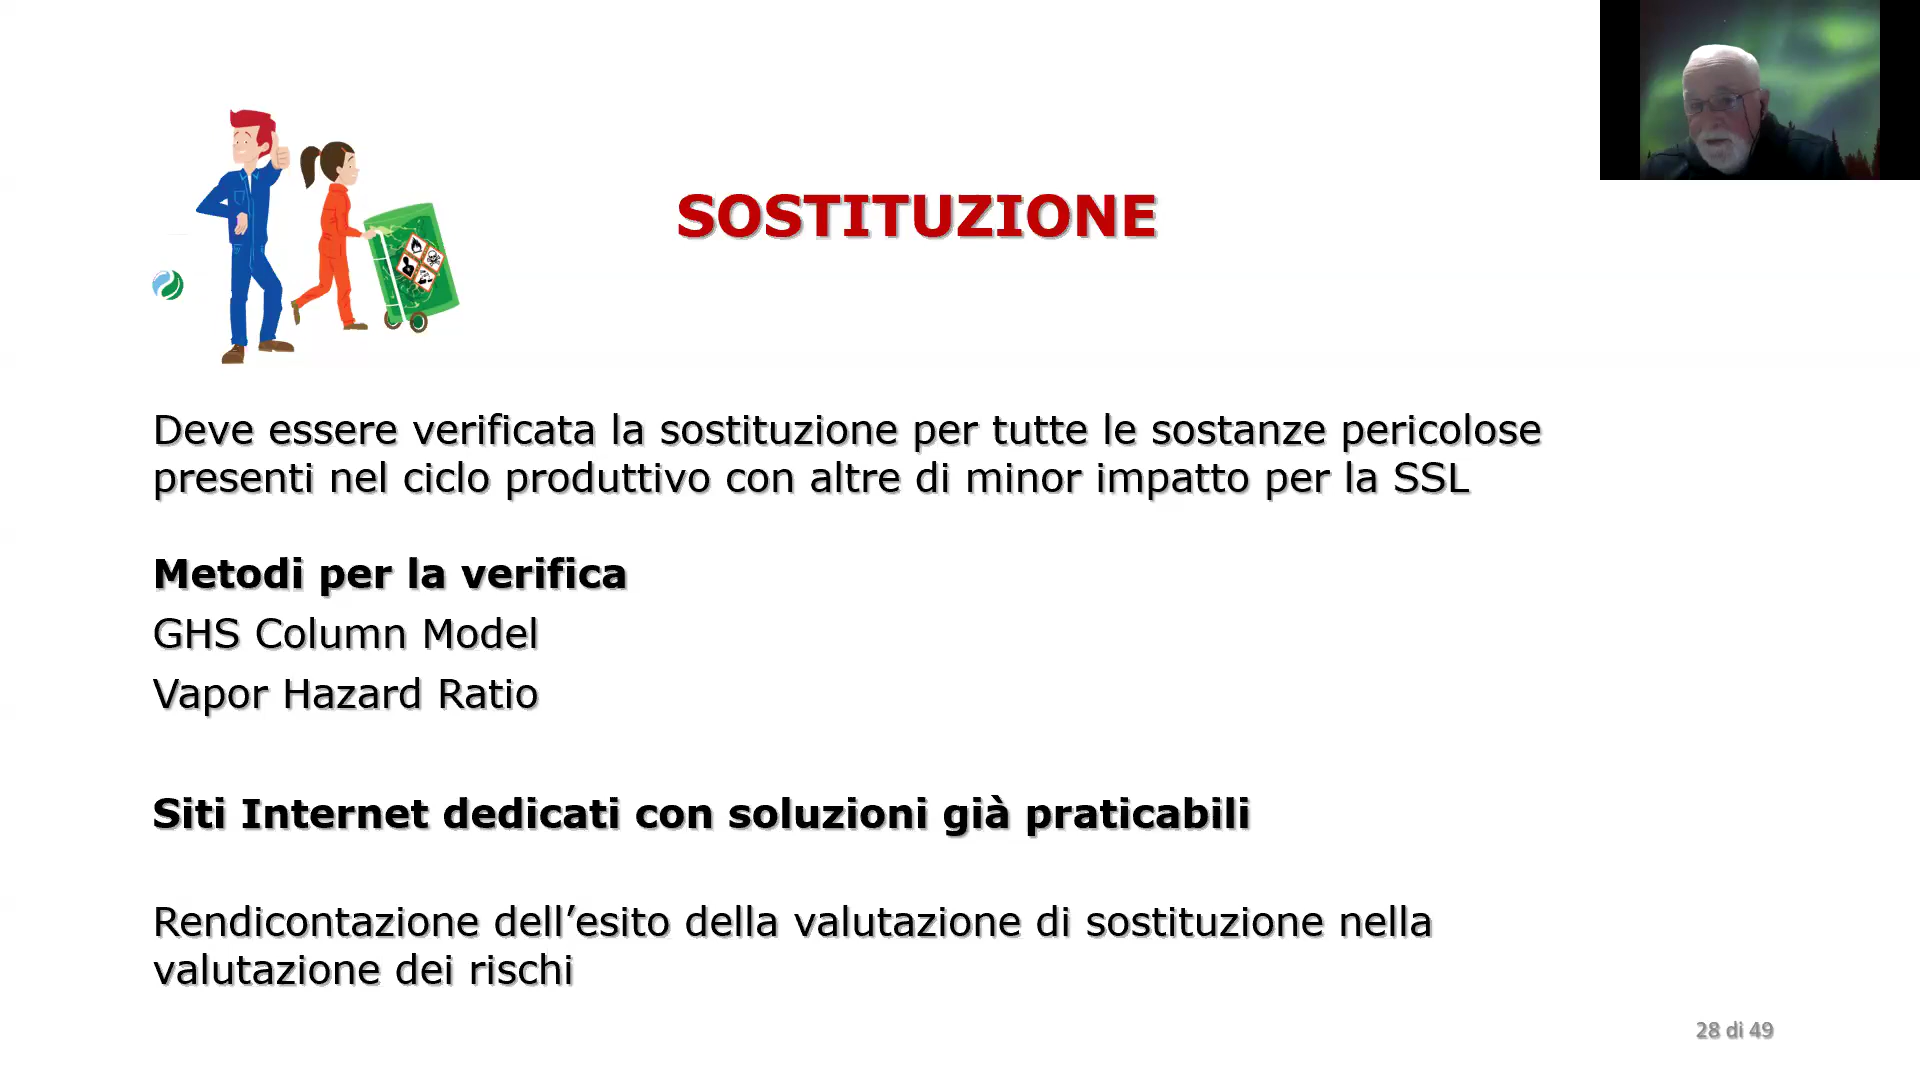 SOSTITUZIONE
Deve essere verificata la sostituzione per tutte le sostanze pericolose
presenti nel ciclo produttivo con altre di minor impatto per la SSL
Metodi per la verifica
GHS Column Model
Vapor Hazard Ratio
Siti Internet dedicati con soluzioni già praticabili
Rendicontazione dell’esito della valutazione di sostituzione nella
valutazione dei rischi
28 di 49